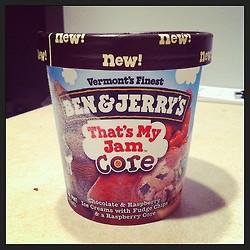 new! new! new!
Vermont's Finest
BEN & JERRY'S
That's My
Jam
core
Chocolate & Raspberry
Ice Creams with Fudge Chips
& a Raspberry Core